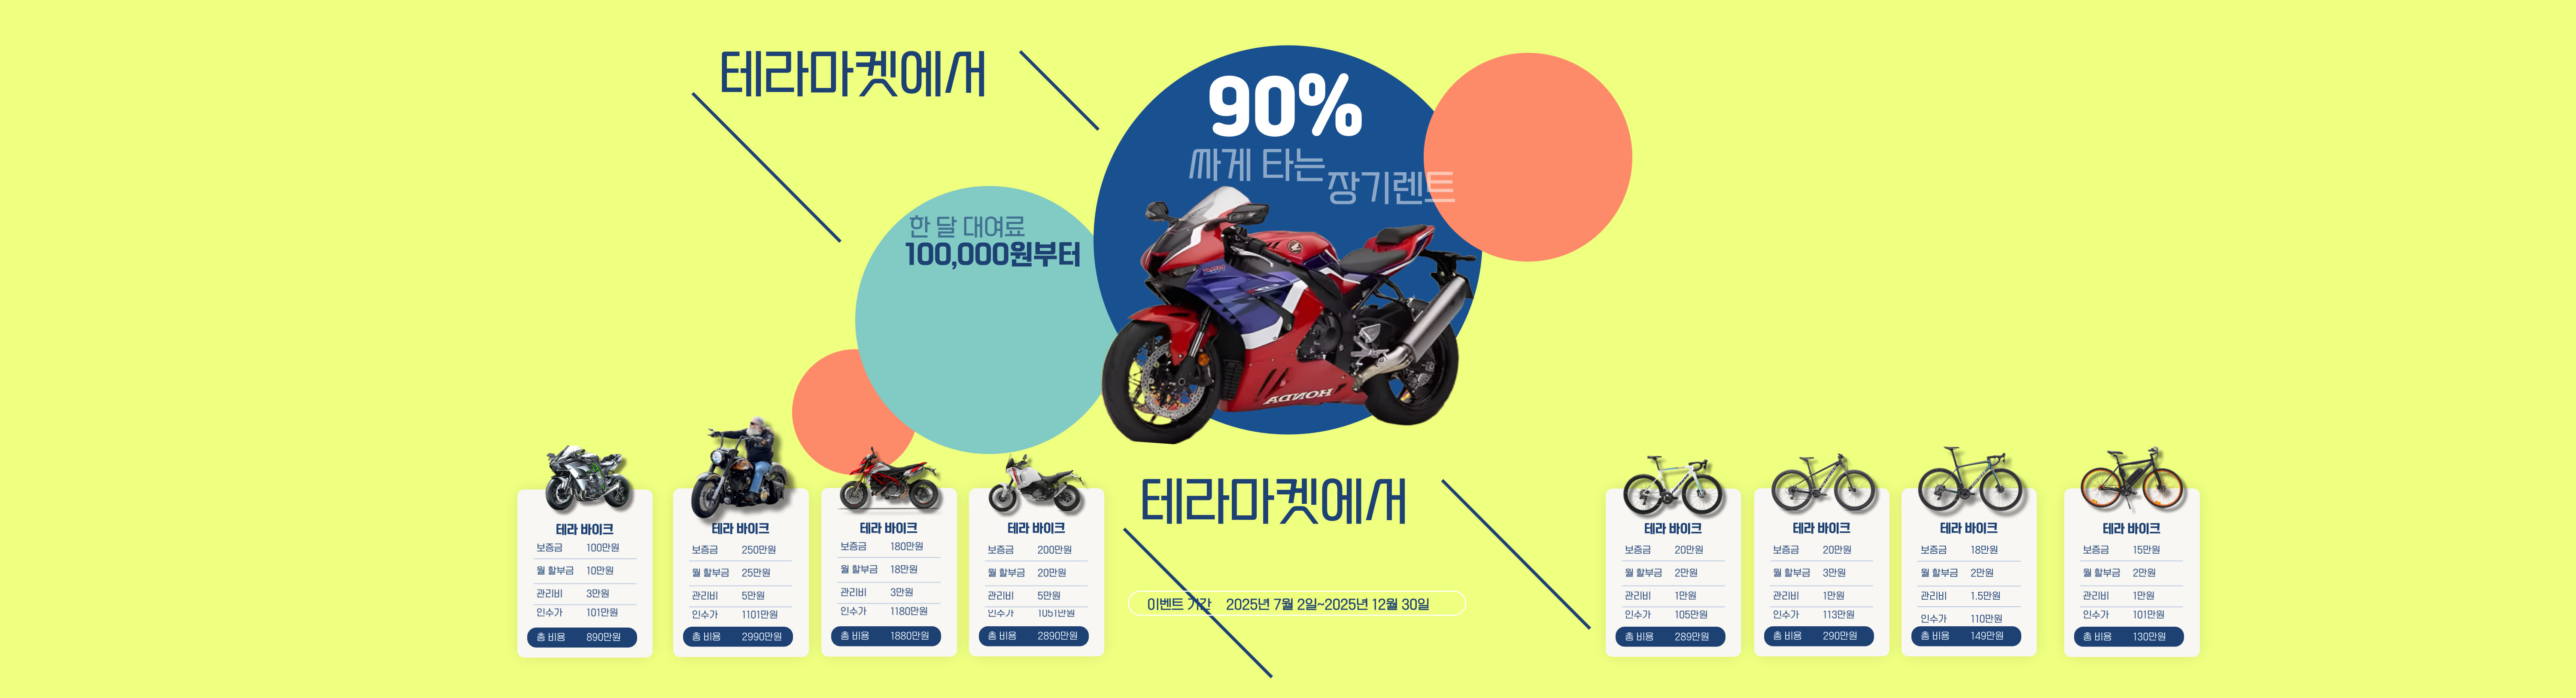 테라마켓에서
90%
싸게 타는
장기렌트
한 달 대여료
100,000원부터
HONDA
테라 바이크
보증금 100만원
월 할부금 10만원
관리비 3만원
인수가 101만원
총 비용 890만원
테라 바이크
보증금 250만원
월 할부금 25만원
관리비 5만원
인수가 1101만원
총 비용 2990만원
테라 바이크
보증금 180만원
월 할부금 18만원
관리비 3만원
인수가 1180만원
총 비용 1880만원
테라 바이크
보증금 200만원
월 할부금 20만원
관리비 5만원
인수가 1051만원
총 비용 2890만원
테라마켓에서
이벤트 기간 2025년 7월 2일~2025년 12월 30일
테라 바이크
보증금 20만원
월 할부금 2만원
관리비 1만원
인수가 105만원
총 비용 289만원
테라 바이크
보증금 20만원
월 할부금 3만원
관리비 1만원
인수가 113만원
총 비용 290만원
테라 바이크
보증금 18만원
월 할부금 2만원
관리비 1.5만원
인수가 110만원
총 비용 149만원
테라 바이크
보증금 15만원
월 할부금 2만원
관리비 1만원
인수가 101만원
총 비용 130만원